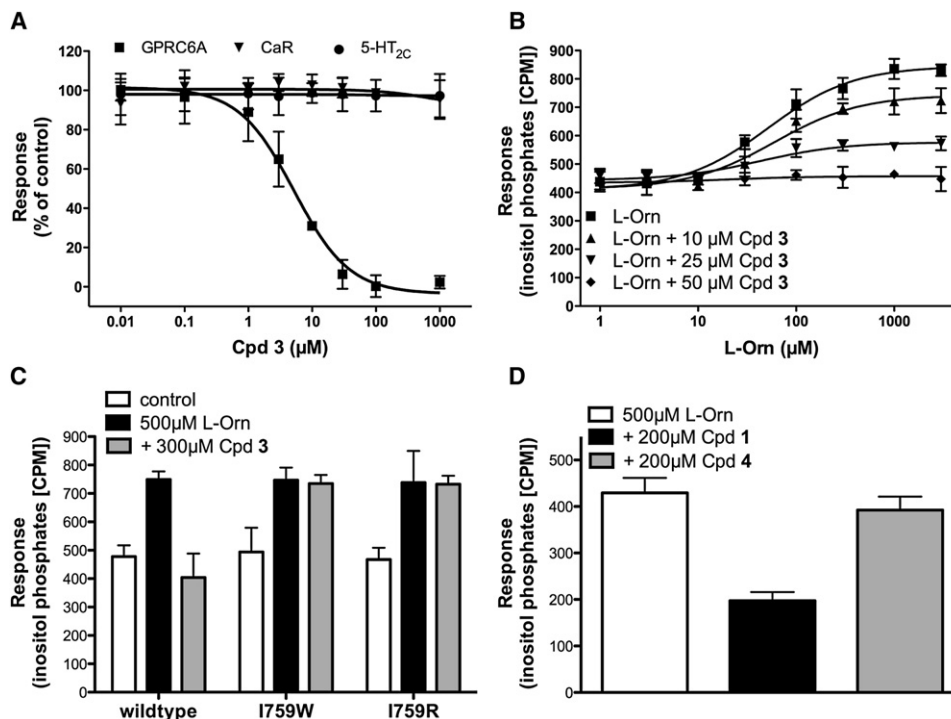 A
GPRC6A CaR 5-HT2C
120
100
80
60
40
20
0
Response
(% of control)
0.01 0.1 1 10 100 1000
Cpd 3 (µM)
B
900
800
700
600
500
400
300
200
100
0
Response
(inositol phosphates [CPM])
L-Orn
L-Orn + 10 µM Cpd 3
L-Orn + 25 µM Cpd 3
L-Orn + 50 µM Cpd 3
1 10 100 1000
L-Orn (µM)
C
control
500µM L-Orn
+ 300µM Cpd 3
900
800
700
600
500
400
300
200
100
0
Response
(inositol phosphates [CPM])
wildtype I759W I759R
D
500µM L-Orn
+ 200µM Cpd 1
+ 200µM Cpd 4
500
400
300
200
100
0
Response
(inositol phosphates [CPM])